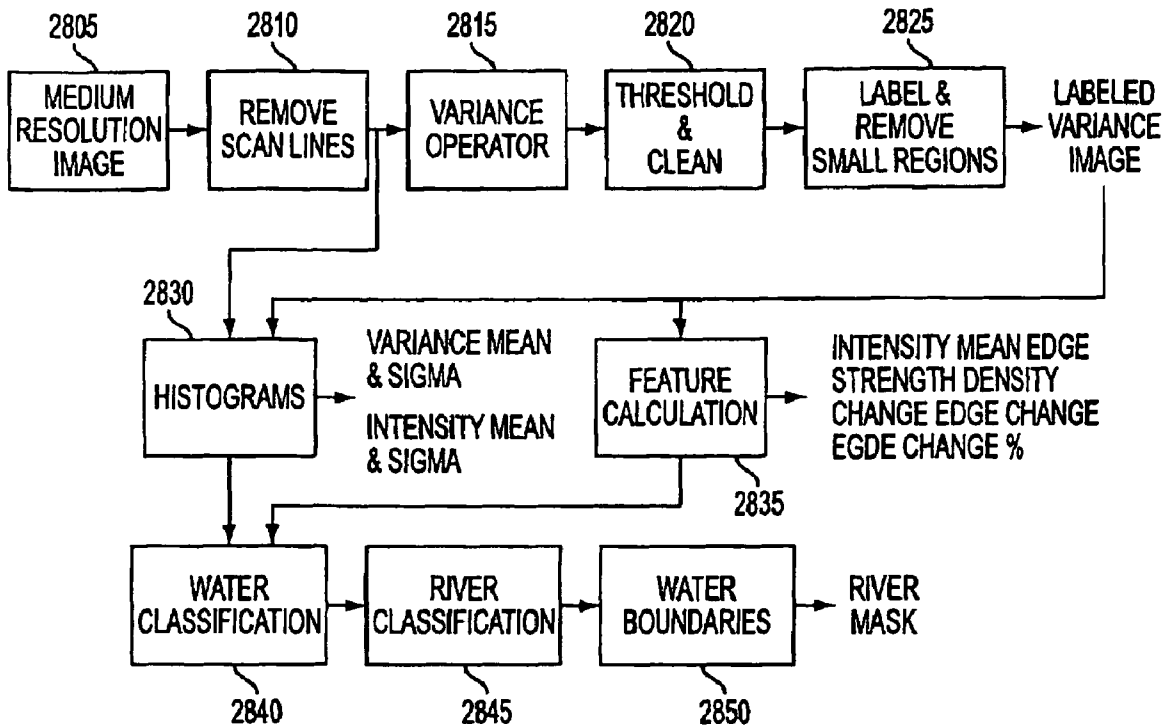 2805
2810
2815
2820
2825
MEDIUM
RESOLUTION
IMAGE
REMOVE
SCAN LINES
VARIANCE
OPERATOR
THRESHOLD
&
CLEAN
LABEL &
REMOVE
SMALL REGIONS
LABELED
VARIANCE
IMAGE
2830
HISTOGRAMS
VARIANCE MEAN
& SIGMA
INTENSITY MEAN
& SIGMA
FEATURE
CALCULATION
2835
INTENSITY MEAN EDGE
STRENGTH DENSITY
CHANGE EDGE CHANGE
EGDE CHANGE %
WATER
CLASSIFICATION
RIVER
CLASSIFICATION
WATER
BOUNDARIES
RIVER
MASK
2840
2845
2850